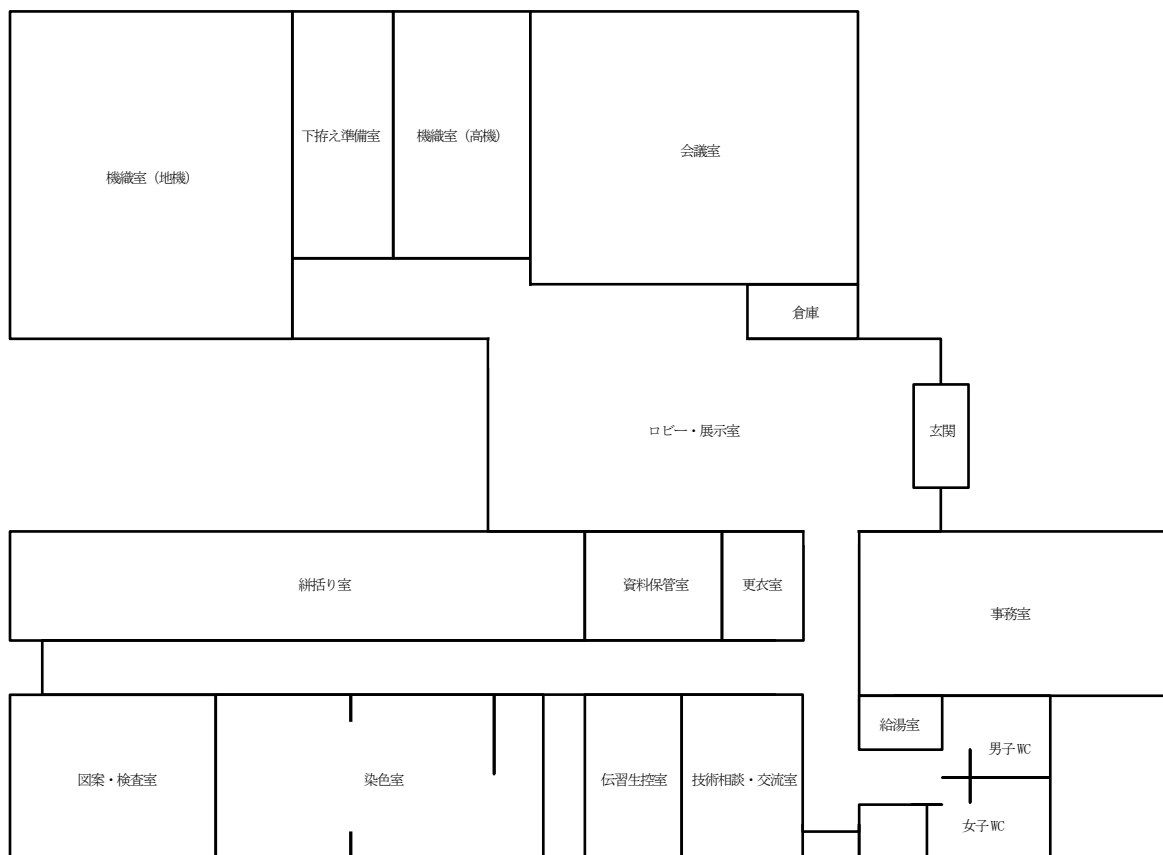 下拵え準備室
機織室（高機）
会議室
機織室（地機）
倉庫
ロビー・展示室
玄関
絣括り室
資料保管室
更衣室
事務室
給湯室
男子WC
図案・検査室
染色室
伝習生控室
技術相談・交流室
女子WC